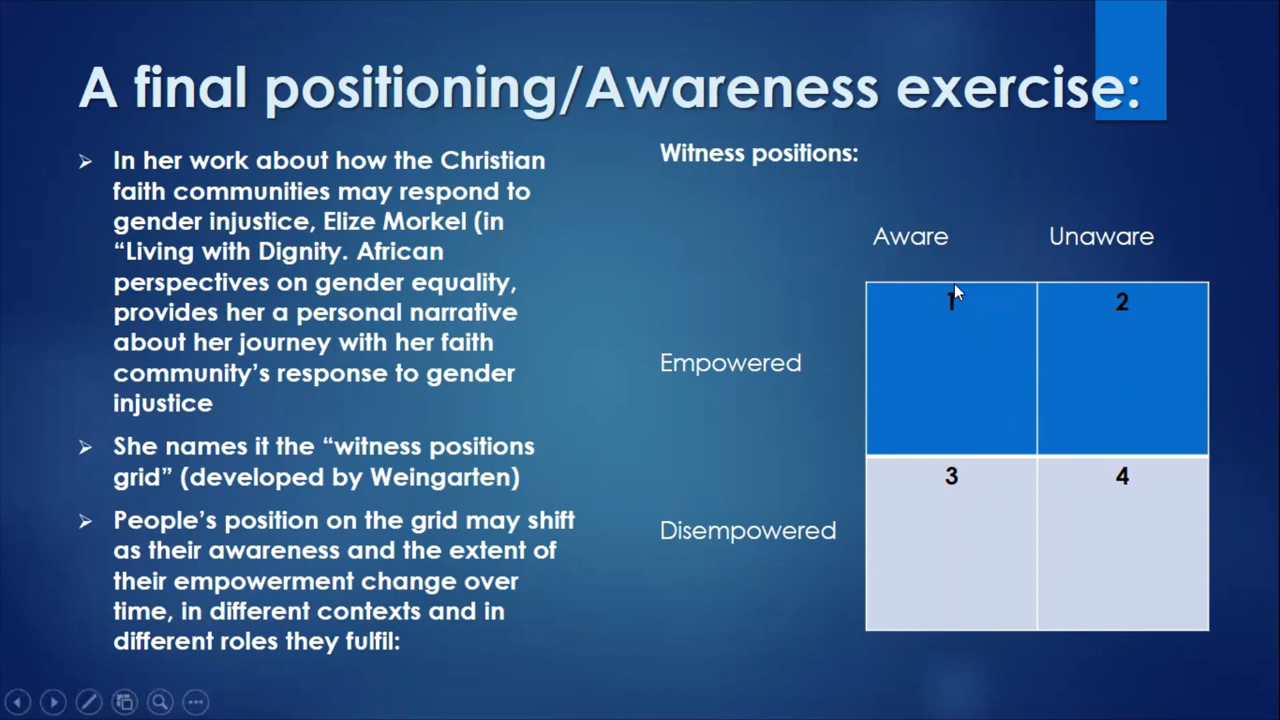 A final positioning/Awareness exercise:
In her work about how the Christian
faith communities may respond to
gender injustice, Elize Morkel (in
“Living with Dignity. African
perspectives on gender equality,
provides her a personal narrative
about her journey with her faith
community’s response to gender
injustice
She names it the “witness positions
grid” (developed by Weingarten)
People’s position on the grid may shift
as their awareness and the extent of
their empowerment change over
time, in different contexts and in
different roles they fulfil:
Witness positions:
Aware Unaware
Empowered
1 2
Disempowered
3 4